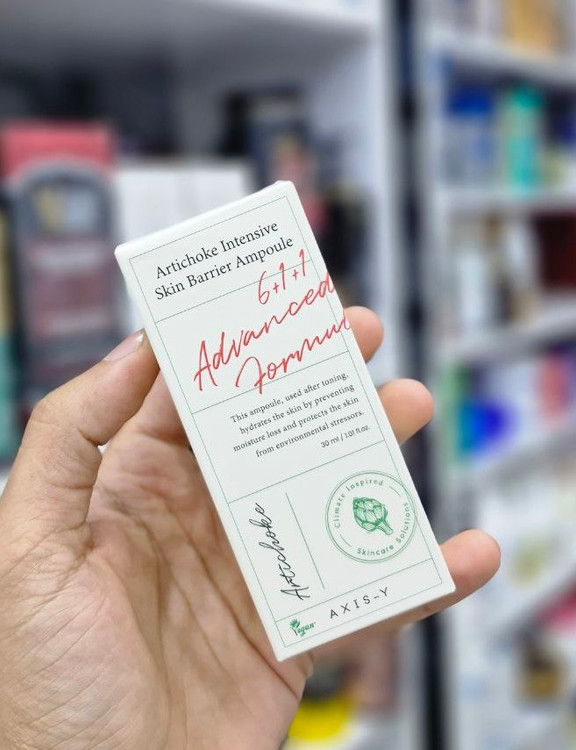 Artichoke Intensive
Skin Barrier Ampoule
6+1+1
Advanced
Formul
This ampoule, used after toning,
hydrates the skin by preventing
moisture loss and protects the skin
from environmental stressors.
30 ml / 1.01 fl.oz.
Artichoke
Climate Inspired
Skincare Solutions
Vegan
AXIS-Y